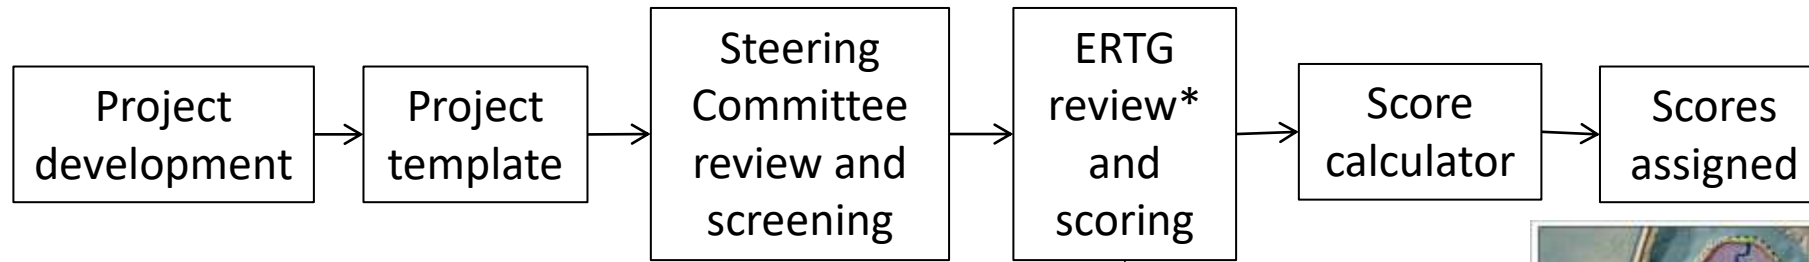 Project
development
Project
template
Steering
Committee
review and
screening
ERTG
review*
and
scoring
Score
calculator
Scores
assigned